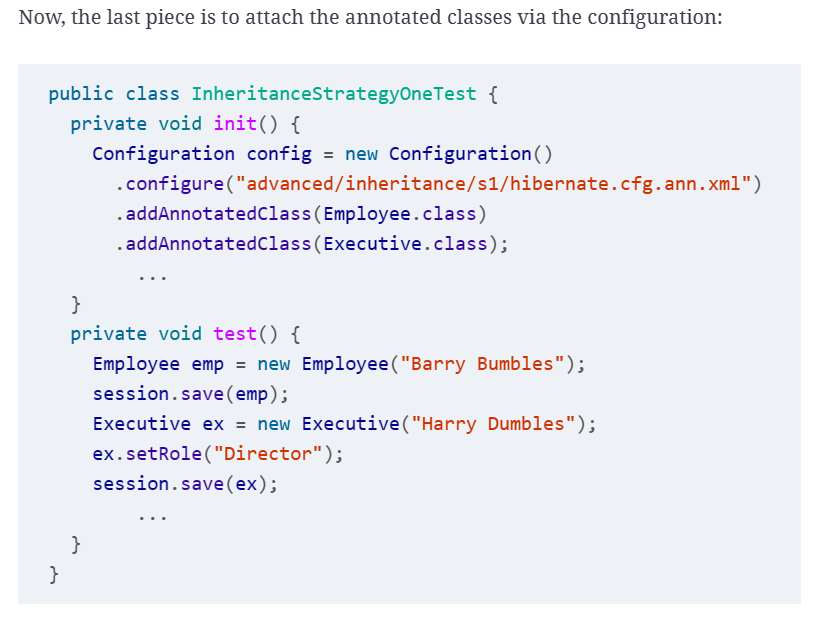 Now, the last piece is to attach the annotated classes via the configuration:
public class InheritanceStrategyOneTest {
  private void init() {
    Configuration config = new Configuration()
      .configure("advanced/inheritance/s1/hibernate.cfg.ann.xml")
      .addAnnotatedClass(Employee.class)
      .addAnnotatedClass(Executive.class);
        ...
  }
  private void test() {
    Employee emp = new Employee("Barry Bumbles");
    session.save(emp);
    Executive ex = new Executive("Harry Dumbles");
    ex.setRole("Director");
    session.save(ex);
        ...
  }
}